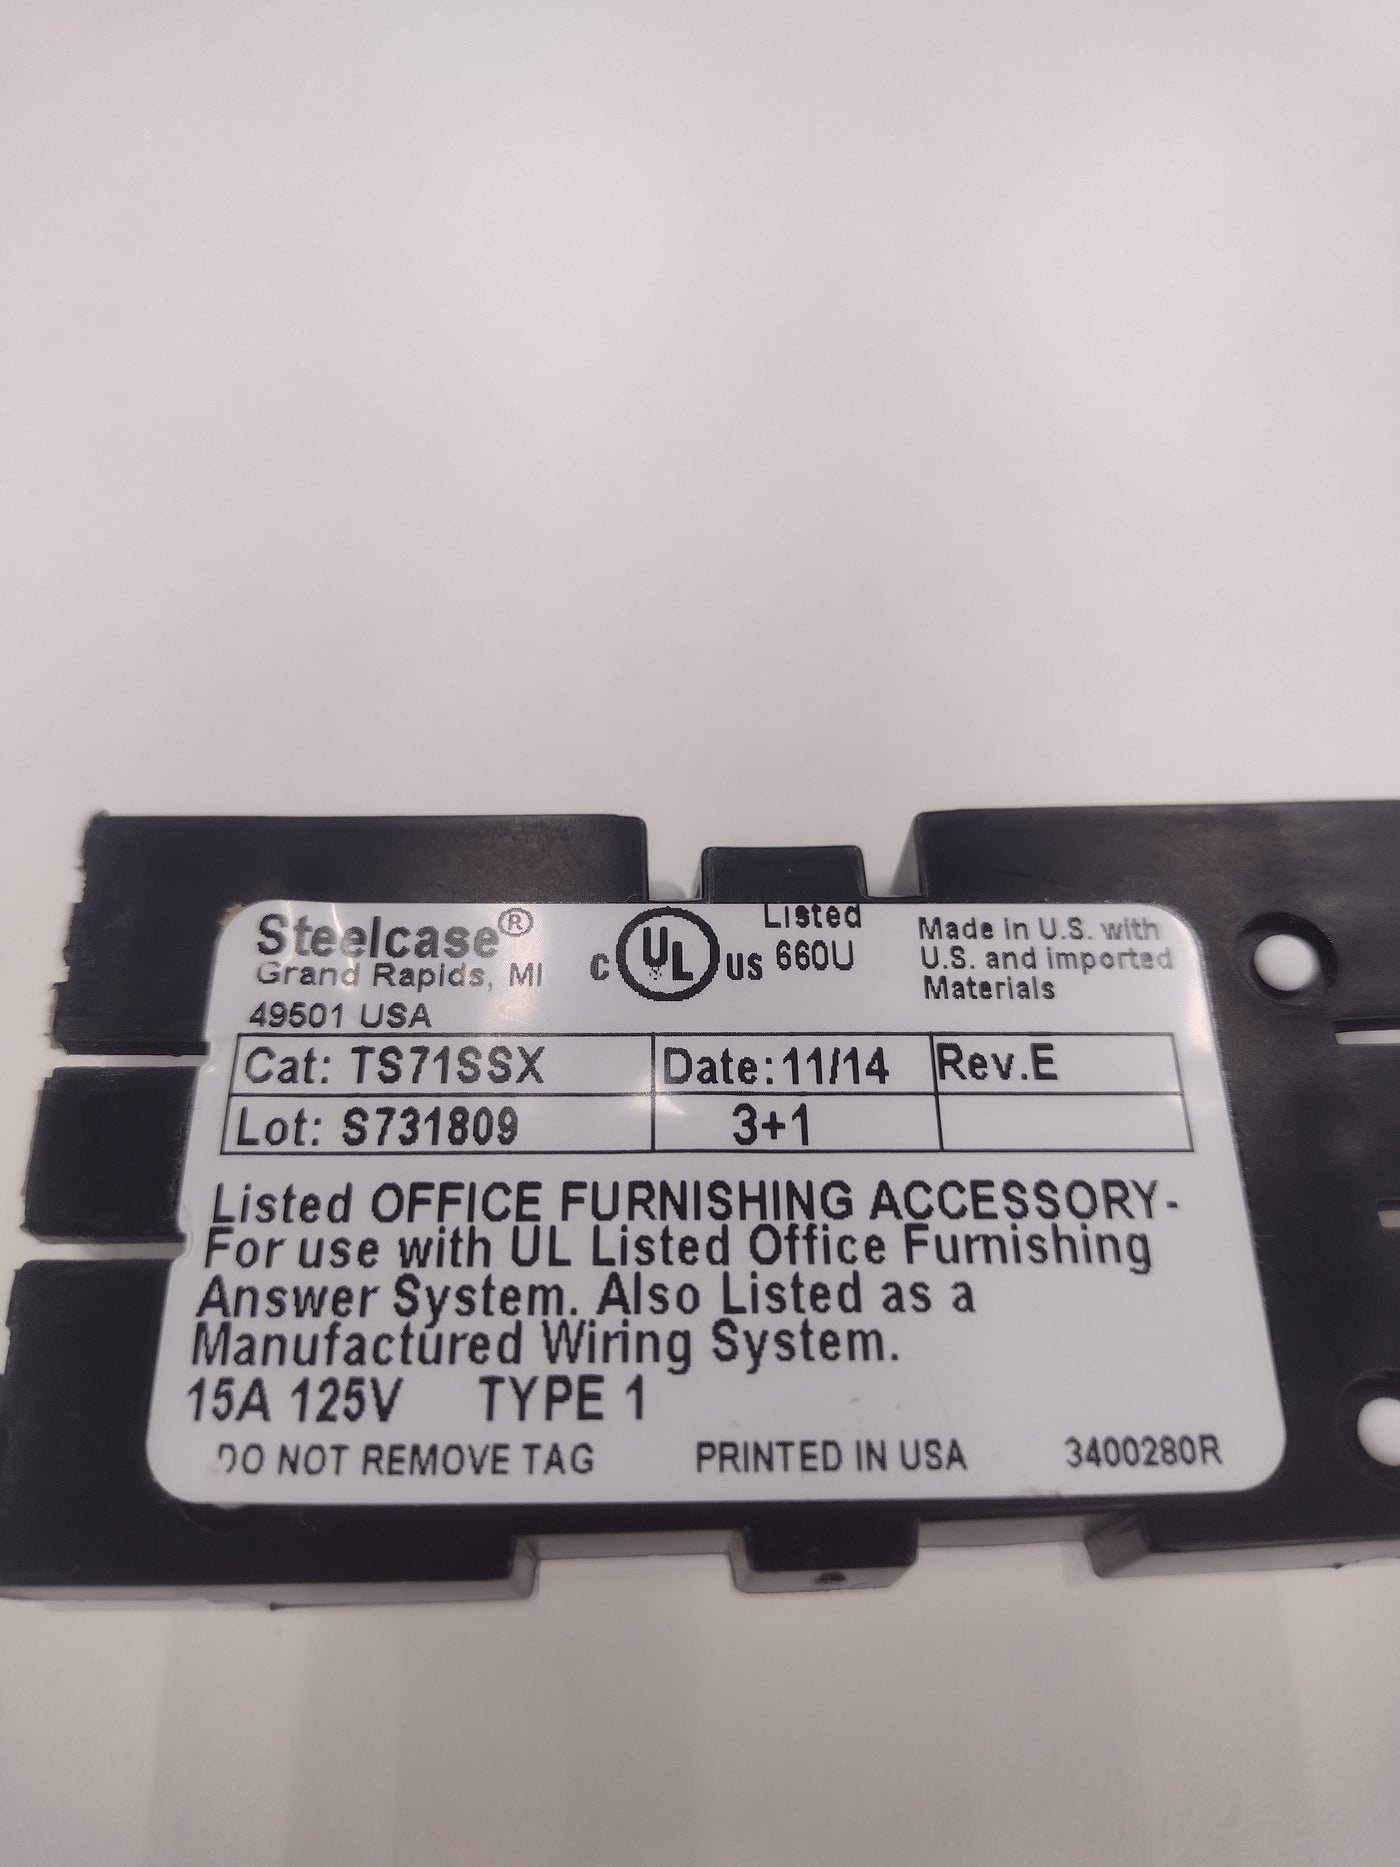 Steelcase®
Grand Rapids, MI
49501 USA
C UL US
Listed
660U
Made in U.S. with
U.S. and imported
Materials
Cat: TS71SSX Date:11/14 Rev.E
Lot: S731809 3+1
Listed OFFICE FURNISHING ACCESSORY-
For use with UL Listed Office Furnishing
Answer System. Also Listed as a
Manufactured Wiring System.
15A 125V TYPE 1
DO NOT REMOVE TAG PRINTED IN USA 3400280R